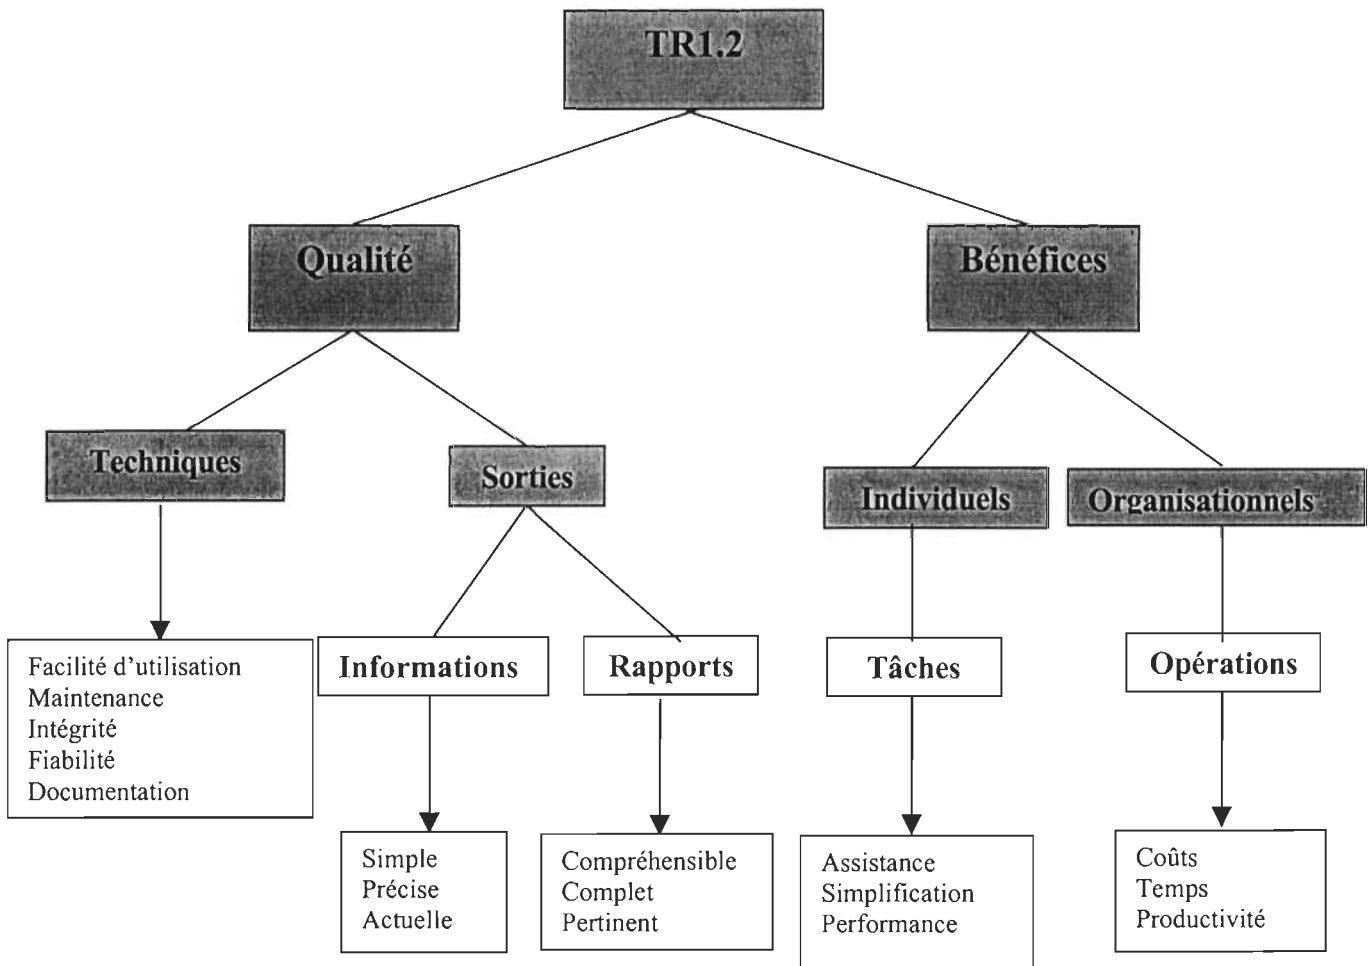 TR1.2
Qualité
Bénéfices
Techniques
Sorties
Individuels
Organisationnels
Facilité d'utilisation
Maintenance
Intégrité
Fiabilité
Documentation
Informations
Rapports
Tâches
Opérations
Simple
Précise
Actuelle
Compréhensible
Complet
Pertinent
Assistance
Simplification
Performance
Coûts
Temps
Productivité